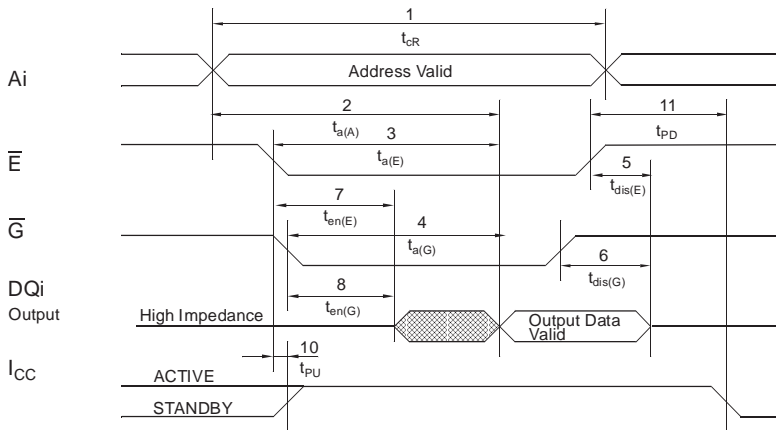 1
t_cR
Ai
Address Valid
2
t_a(A)
3
t_a(E)
11
t_PD
E̅
5
t_dis(E)
7
t_en(E)
G̅
4
t_a(G)
6
t_dis(G)
DQi
Output
8
t_en(G)
High Impedance
Output Data
Valid
10
t_PU
I_CC
ACTIVE
STANDBY